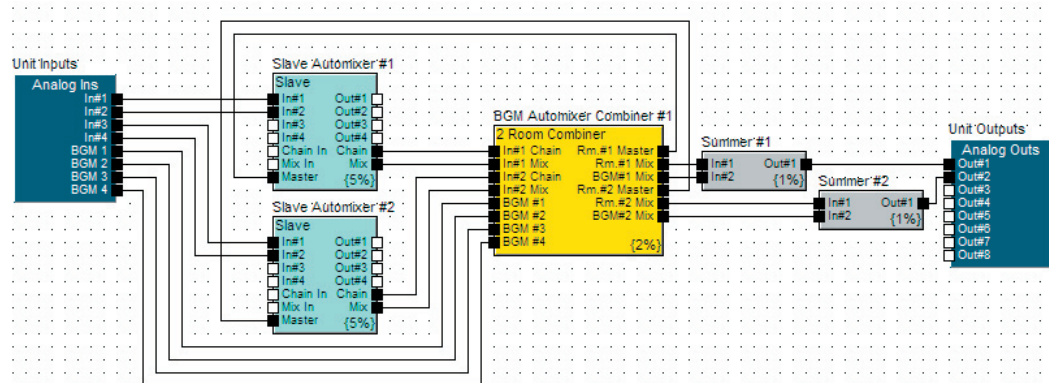 Unit Inputs
Analog Ins
In#1
In#2
In#3
In#4
BGM 1
BGM 2
BGM 3
BGM 4
Slave Automixer #1
Slave
In#1 Out#1
In#2 Out#2
In#3 Out#3
In#4 Out#4
Chain In Chain
Mix In Mix
Master {5%}
Slave Automixer #2
Slave
In#1 Out#1
In#2 Out#2
In#3 Out#3
In#4 Out#4
Chain In Chain
Mix In Mix
Master {5%}
BGM Automixer Combiner #1
2 Room Combiner
In#1 Chain Rm.#1 Master
In#1 Mix Rm.#1 Mix
In#2 Chain BGM#1 Mix
In#2 Mix Rm.#2 Master
BGM #1 Rm.#2 Mix
BGM #2 BGM#2 Mix
BGM #3
BGM #4 {2%}
Summer #1
In#1 Out#1
In#2 {1%}
Summer #2
In#1 Out#1
In#2 {1%}
Unit Outputs
Analog Outs
Out#1
Out#2
Out#3
Out#4
Out#5
Out#6
Out#7
Out#8